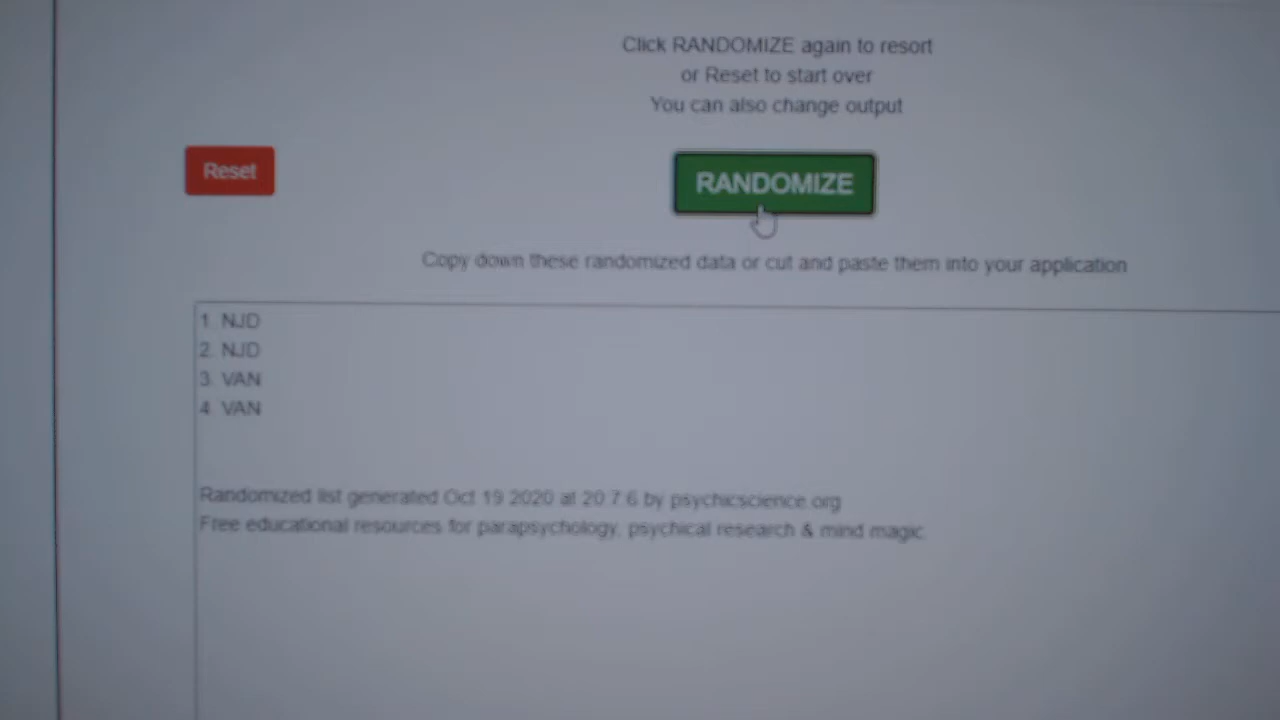 Click RANDOMIZE again to resort
or Reset to start over
You can also change output
Reset
RANDOMIZE
Copy down these randomized data or cut and paste them into your application
1. NJD
2. NJD
3. VAN
4. VAN
Randomized list generated Oct 19 2020 at 20:7:6 by psychicscience.org
Free educational resources for parapsychology, psychical research & mind magic.